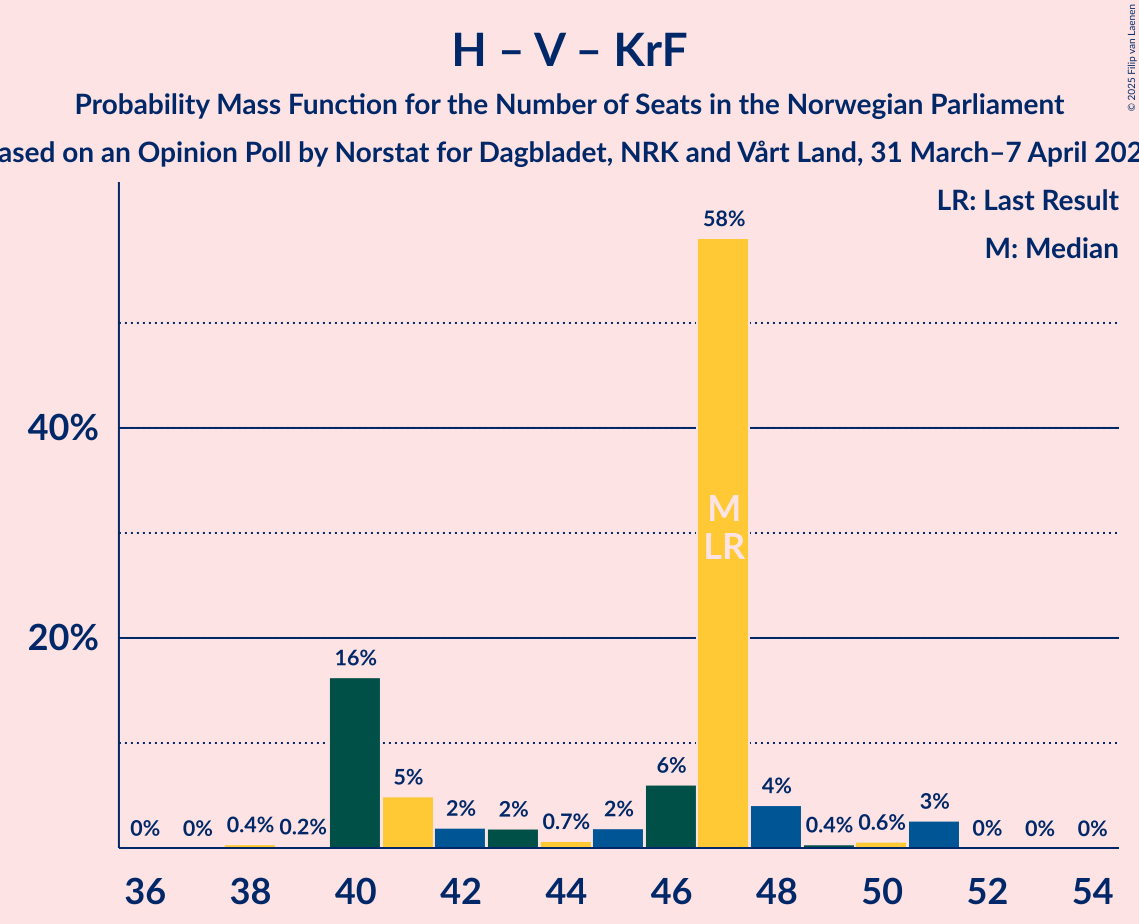 H – V – KrF
Probability Mass Function for the Number of Seats in the Norwegian Parliament
ased on an Opinion Poll by Norstat for Dagbladet, NRK and Vårt Land, 31 March–7 April 202
© 2025 Filip van Laenen
LR: Last Result
M: Median
58%
40%
M
LR
20%
16%
6%
5%
4%
3%
2%
2%
2%
0.7%
0.6%
0.4%
0.4%
0.2%
0%
0%
0%
0%
0%
36 38 40 42 44 46 48 50 52 54